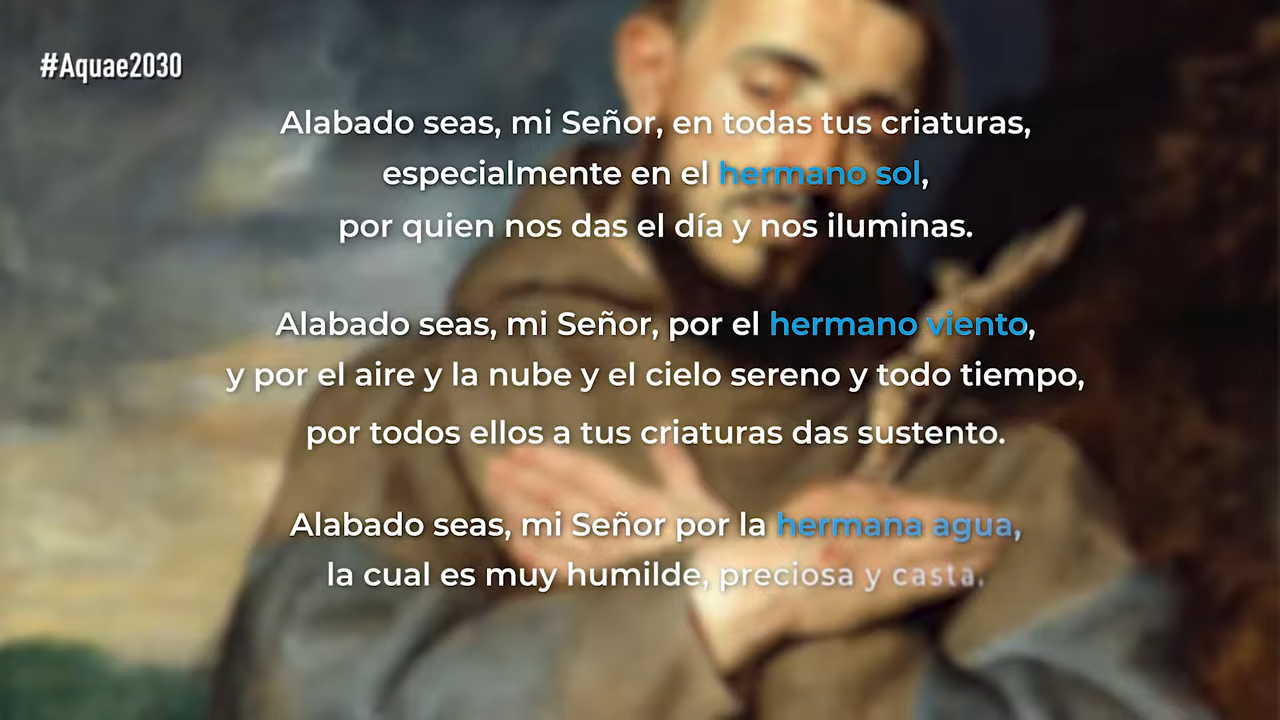 #Aquae2030
Alabado seas, mi Señor, en todas tus criaturas,
especialmente en el hermano sol,
por quien nos das el día y nos iluminas.
Alabado seas, mi Señor, por el hermano viento,
y por el aire y la nube y el cielo sereno y todo tiempo,
por todos ellos a tus criaturas das sustento.
Alabado seas, mi Señor por la hermana agua,
la cual es muy humilde, preciosa y casta.